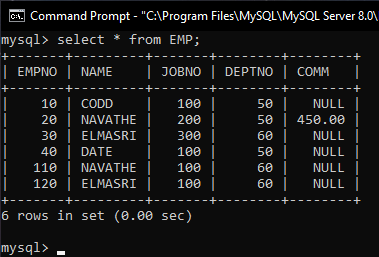 Command Prompt - "C:\Program Files\MySQL\MySQL Server 8.0\
mysql> select * from EMP;
+-------+---------+-------+--------+--------+
| EMPNO | NAME    | JOBNO | DEPTNO | COMM   |
+-------+---------+-------+--------+--------+
|    10 | CODD    |   100 |     50 |   NULL |
|    20 | NAVATHE |   200 |     50 | 450.00 |
|    30 | ELMASRI |   300 |     60 |   NULL |
|    40 | DATE    |   100 |     50 |   NULL |
|   110 | NAVATHE |   100 |     60 |   NULL |
|   120 | ELMASRI |   100 |     60 |   NULL |
+-------+---------+-------+--------+--------+
6 rows in set (0.00 sec)
mysql>